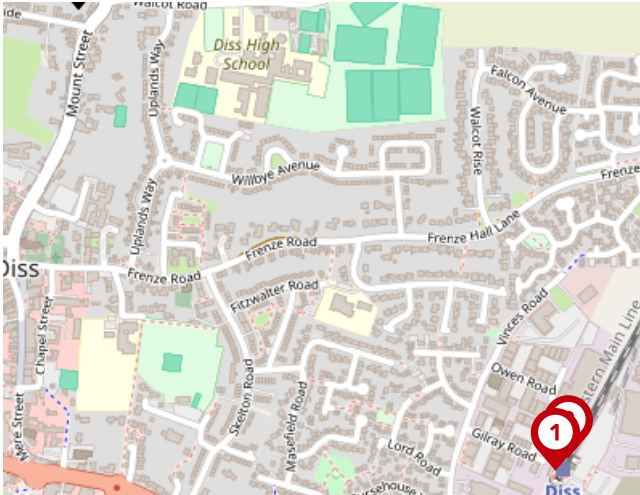 Walcot Road
Diss High
School
Mount Street
Uplands Way
Falcon Avenue
Walcot Rise
Willbye Avenue
Frenze
Uplands Way
Frenze Hall Lane
Frenze Road
Diss
Frenze Road
Fitzwalter Road
Vinces Road
Chapel Street
stern Main Line
Owen Road
Skelton Road
Masefield Road
Mere Street
Gilray Road
1
Lord Road
Diss